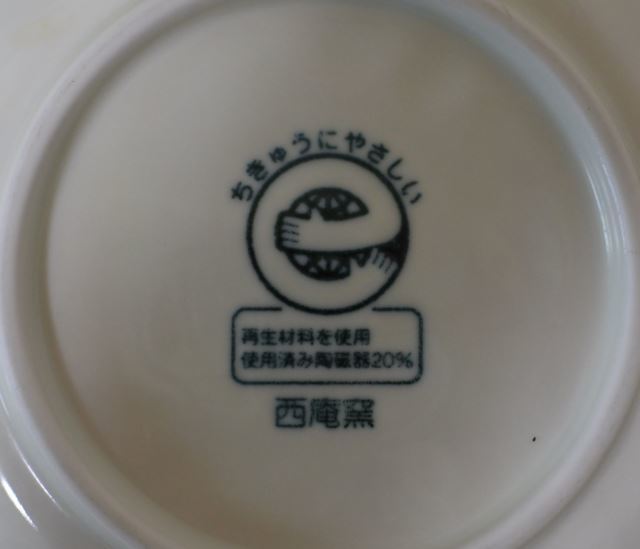 ちきゅうにやさしい
再生材料を使用
使用済み陶磁器20%
西庵窯